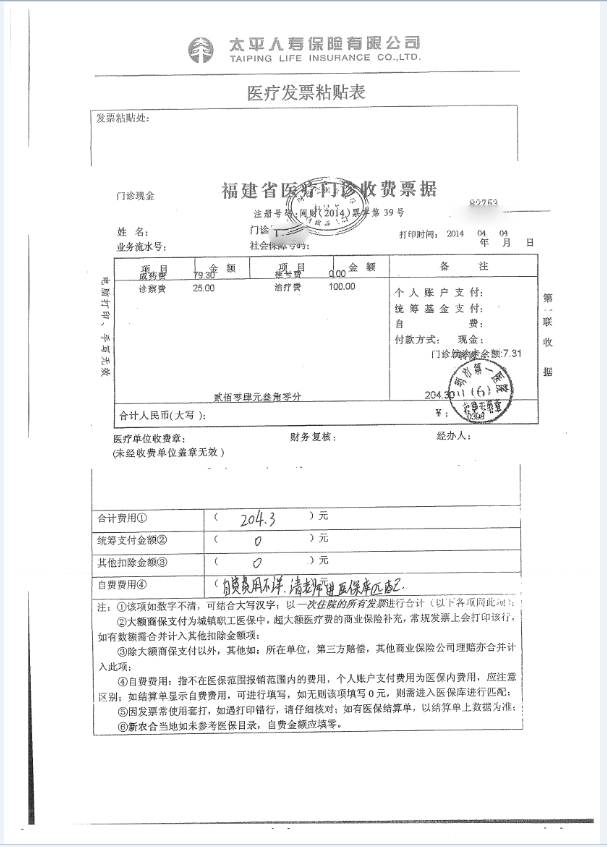 太平人寿保险有限公司
TAIPING LIFE INSURANCE CO.,LTD.
医疗发票粘贴表
发票粘贴处：
门诊现金
福建省医疗门诊收费票据
注册号码：闽财(2014)票字第 39 号
82753
姓 名：
门诊
打印时间：2014 04 04
年 月 日
业务流水号：
社会保障号码：
项 目 金 额 项 目 金 额 备 注
成药费 79.30 挂号费 0.00
诊察费 25.00 治疗费 100.00
个 人 账 户 支 付：
统 筹 基 金 支 付：
自 费：
付款方式： 现金：
余额:7.31
电脑打印、手写无效
第一联 收据
贰佰零肆元叁角零分 204.30
合计人民币(大写)： ￥：
市第一医院
(6)
医疗单位收费章： 财务复核： 经办人：
(未经收费单位盖章无效)
合计费用① ( 204.3 )元
统筹支付金额② ( 0 )元
其他扣除金额③ ( 0 )元
自费费用④ (自费费用不详，请老师进医保库匹配。
注：①该项如数字不清，可结合大写汉字；以一次住院的所有发票进行合计（以下各项同此项）；
②大额商保支付为城镇职工医保中，超大额医疗费的商业保险补充，常规发票上会打印该行，
如有数额需合并计入其他扣除金额项；
③除大额商保支付以外，其他如：所在单位，第三方赔偿，其他商业保险公司理赔亦合并计
入此项；
④自费费用：指不在医保范围报销范围内的费用，个人账户支付费用为医保内费用，应注意
区别；如结算单显示自费费用，可进行填写，如无则该项填写 0 元，则需进入医保库进行匹配；
⑤因发票常使用套打，如遇打印错行，请仔细核对；如有医保结算单，以结算单上数据为准；
⑥新农合当地如未参考医保目录，自费金额应填零。